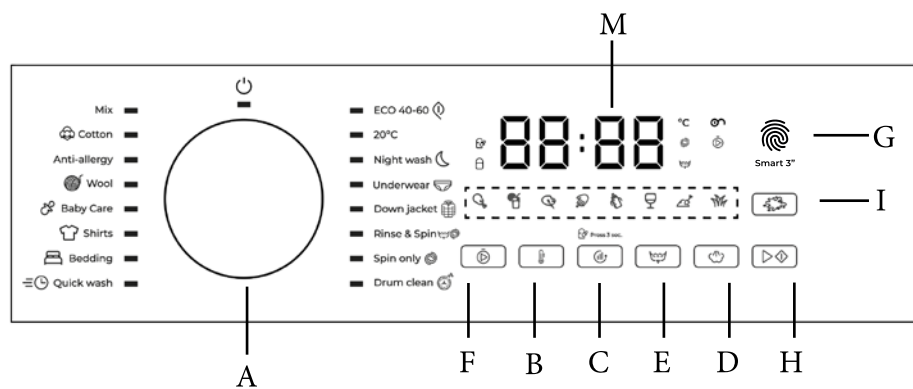 M
Mix
Cotton
Anti-allergy
Wool
Baby Care
Shirts
Bedding
Quick wash
ECO 40-60
20°C
Night wash
Underwear
Down jacket
Rinse & Spin
Spin only
Drum clean
88:88
°C
Smart 3"
G
I
Press 3 sec.
F
B
C
E
D
H
A